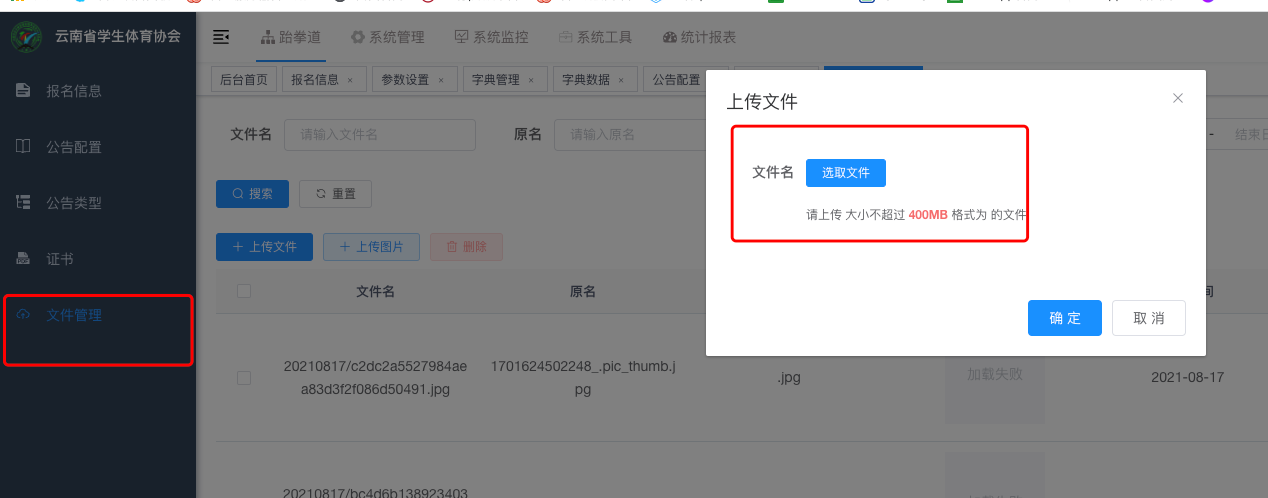 云南省学生体育协会
跆拳道 系统管理 系统监控 系统工具 统计报表
后台首页 报名信息 × 参数设置 × 字典管理 × 字典数据 × 公告配置
报名信息
公告配置
公告类型
证书
文件管理
文件名 请输入文件名 原名 请输入原名 - 结束日
搜索 重置
上传文件 上传图片 删除
文件名 原名 间
20210817/c2dc2a5527984ae
a83d3f2f086d50491.jpg
1701624502248_.pic_thumb.j
pg
.jpg
加载失败
2021-08-17
20210817/bc4d6b138923403
上传文件
文件名 选取文件
请上传 大小不超过 400MB 格式为 的文件
确 定 取 消